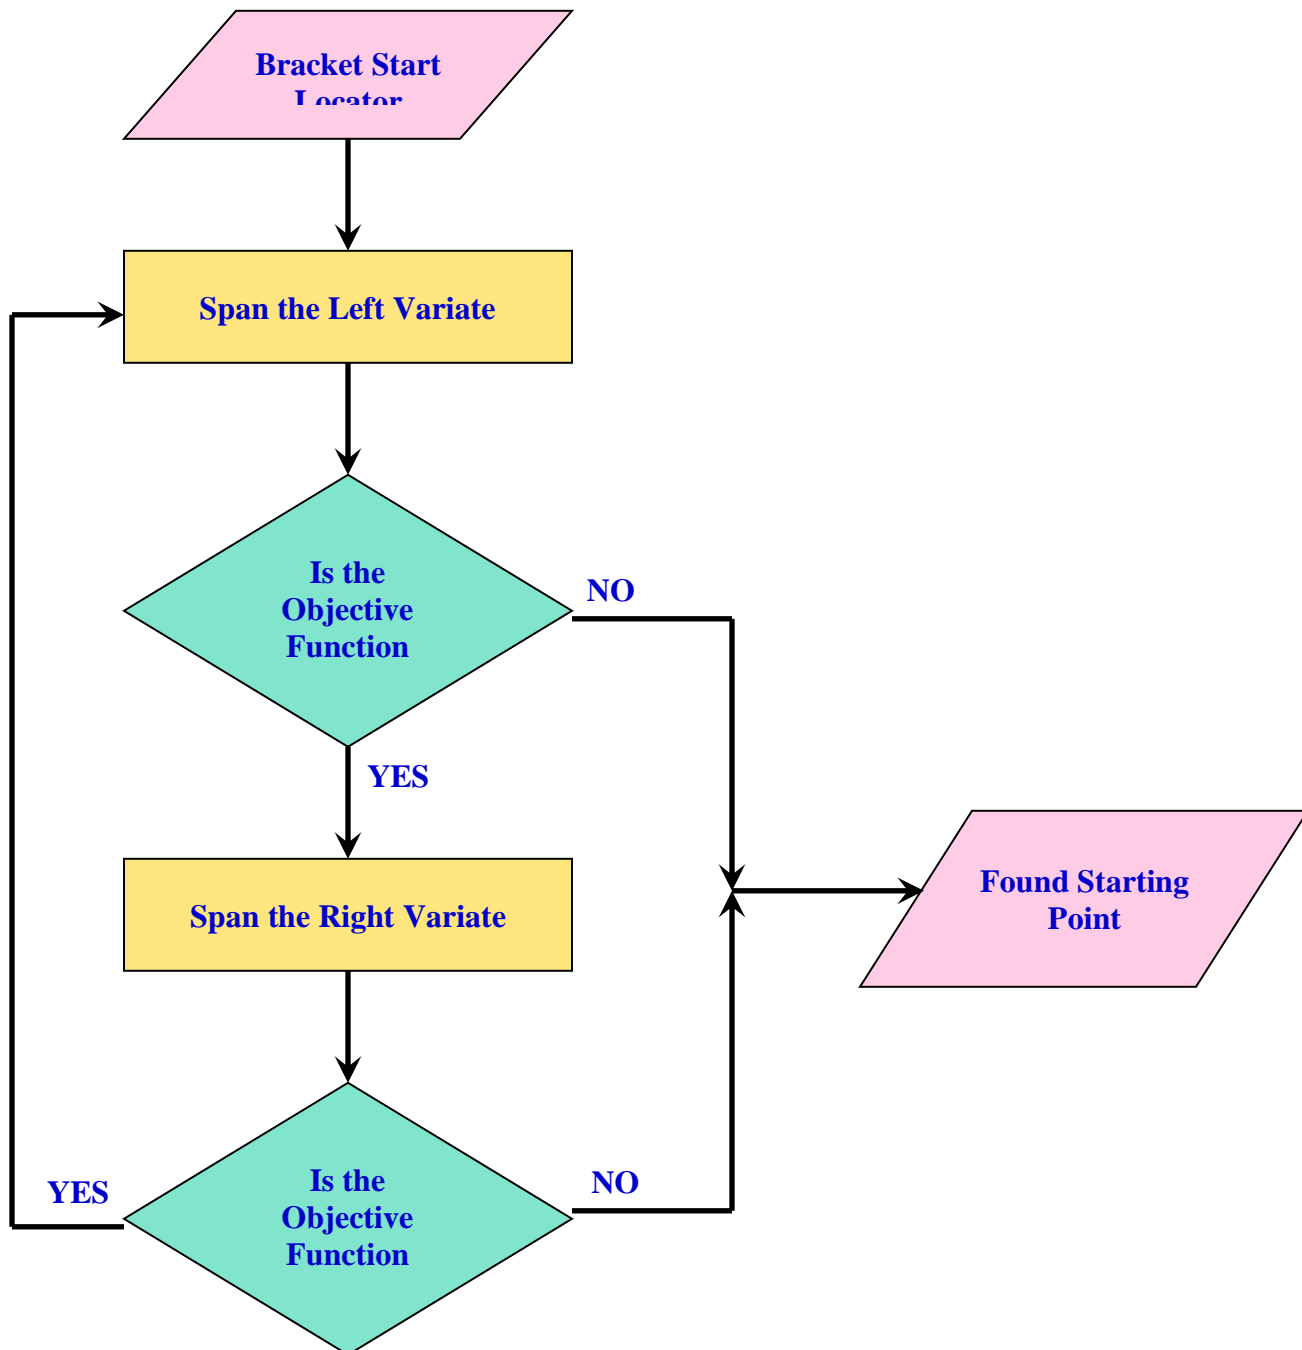 Bracket Start
Locator
Span the Left Variate
Is the
Objective
Function
NO
YES
Span the Right Variate
Found Starting
Point
Is the
Objective
Function
YES
NO